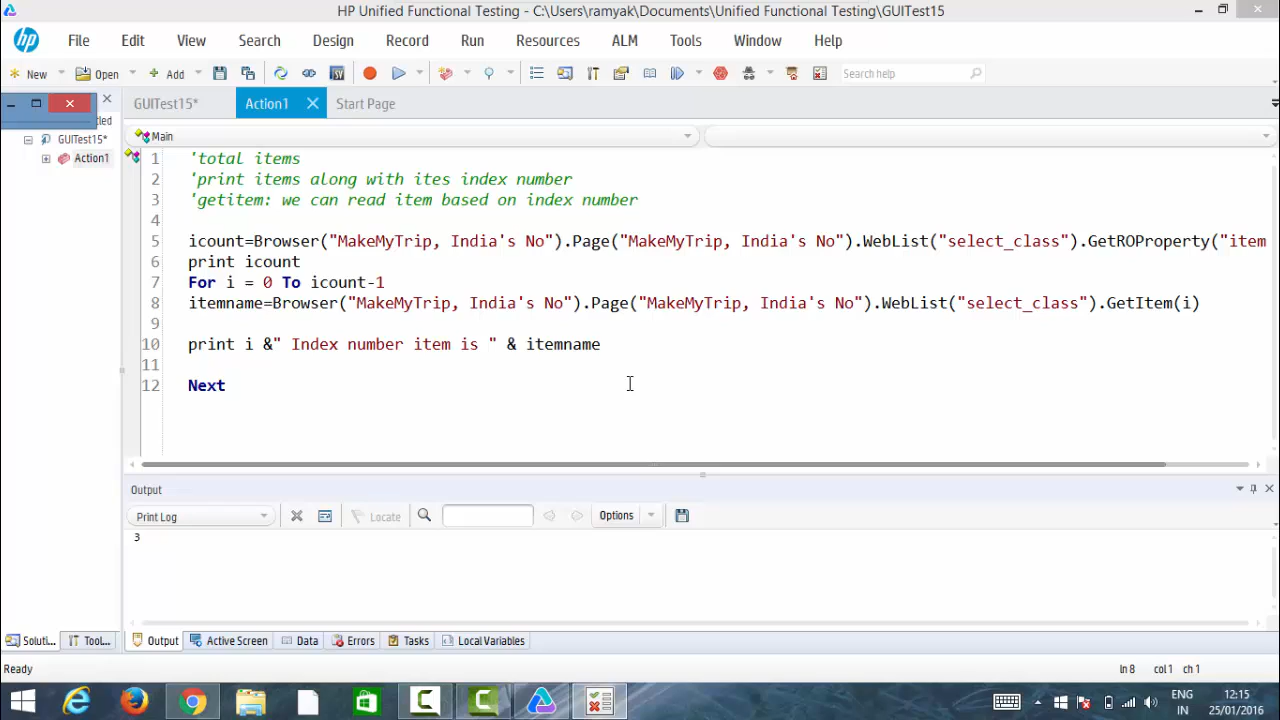 HP Unified Functional Testing - C:\Users\ramyak\Documents\Unified Functional Testing\GUITest15
hp File Edit View Search Design Record Run Resources ALM Tools Window Help
New Open Add Search help
GUITest15* Action1 Start Page
tled
GUITest15*
Action1
Main
1 'total items
2 'print items along with ites index number
3 'getitem: we can read item based on index number
4
5 icount=Browser("MakeMyTrip, India's No").Page("MakeMyTrip, India's No").WebList("select_class").GetROProperty("item
6 print icount
7 For i = 0 To icount-1
8 itemname=Browser("MakeMyTrip, India's No").Page("MakeMyTrip, India's No").WebList("select_class").GetItem(i)
9
10 print i &" Index number item is " & itemname
11
12 Next
Output
Print Log Locate Options
3
Soluti... Tool... Output Active Screen Data Errors Tasks Local Variables
Ready ln 8 col 1 ch 1
ENG 12:15
IN 25/01/2016